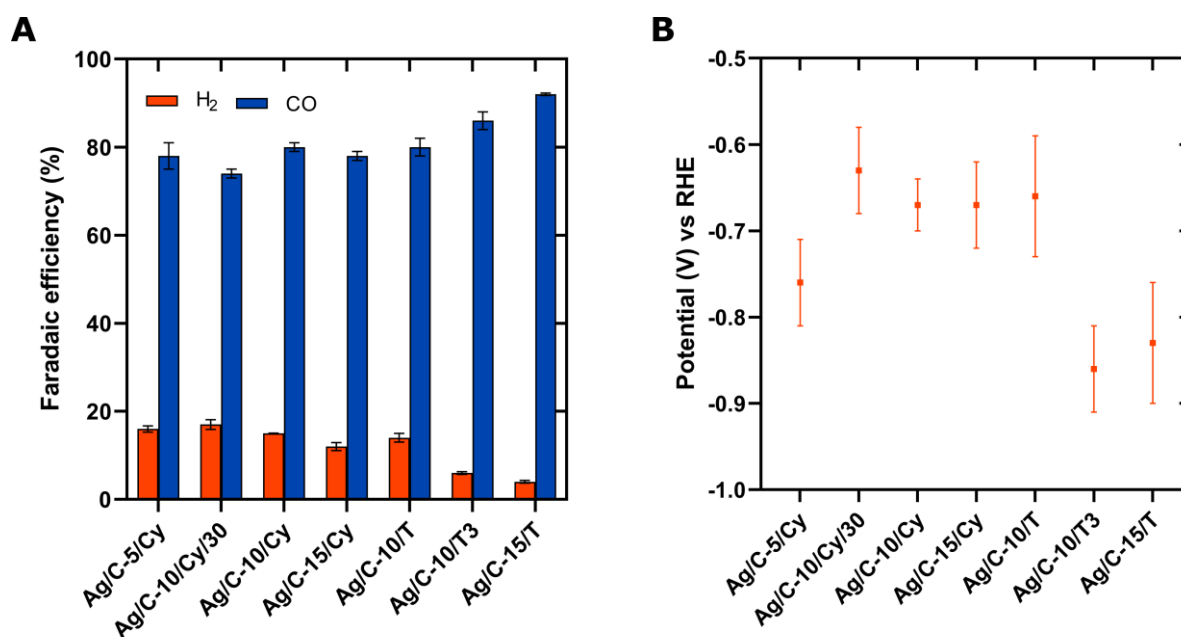 A
Faradaic efficiency (%)
100
80
60
40
20
0
H₂ CO
Ag/C-5/Cy
Ag/C-10/Cy/30
Ag/C-10/Cy
Ag/C-15/Cy
Ag/C-10/T
Ag/C-10/T3
Ag/C-15/T
B
Potential (V) vs RHE
-0.5
-0.6
-0.7
-0.8
-0.9
-1.0
Ag/C-5/Cy
Ag/C-10/Cy/30
Ag/C-10/Cy
Ag/C-15/Cy
Ag/C-10/T
Ag/C-10/T3
Ag/C-15/T